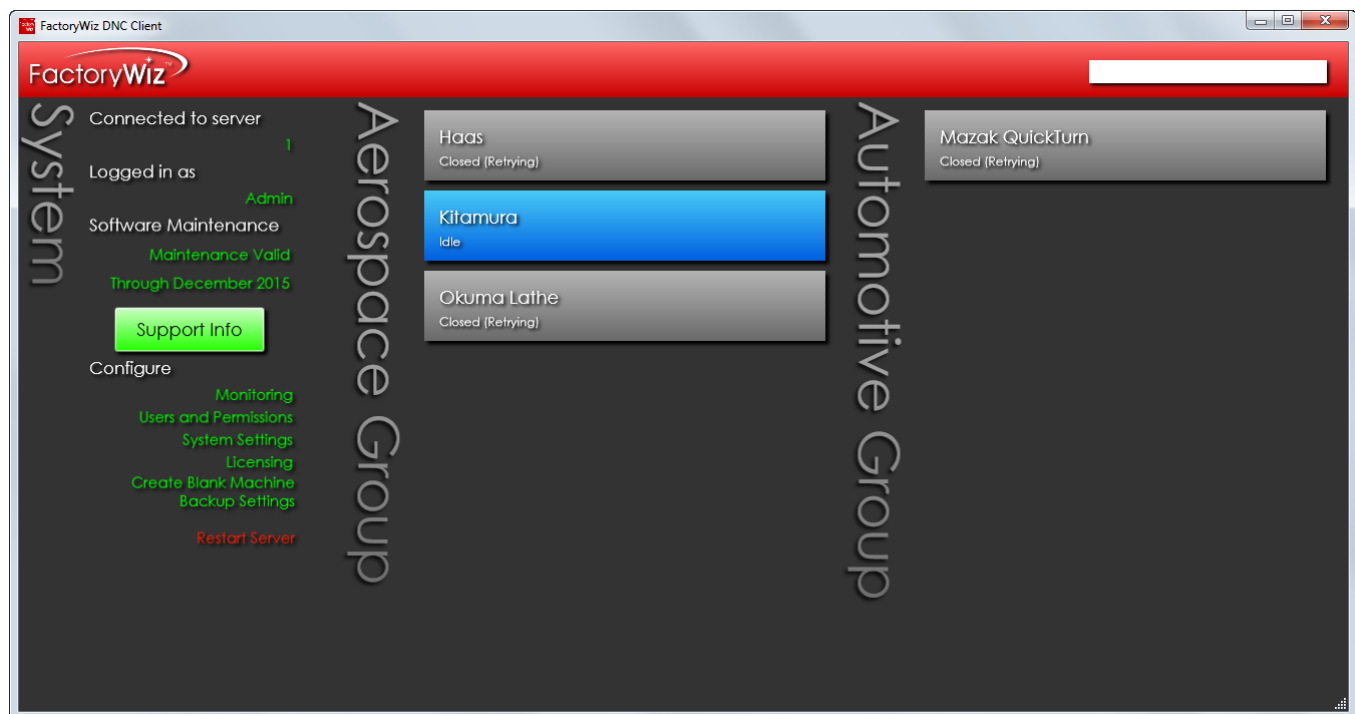 FactoryWiz DNC Client
FactoryWiz™
System
Connected to server
1
Logged in as
Admin
Software Maintenance
Maintenance Valid
Through December 2015
Support Info
Configure
Monitoring
Users and Permissions
System Settings
Licensing
Create Blank Machine
Backup Settings
Restart Server
Aerospace Group
Haas
Closed (Retrying)
Kitamura
Idle
Okuma Lathe
Closed (Retrying)
Automotive Group
Mazak QuickTurn
Closed (Retrying)